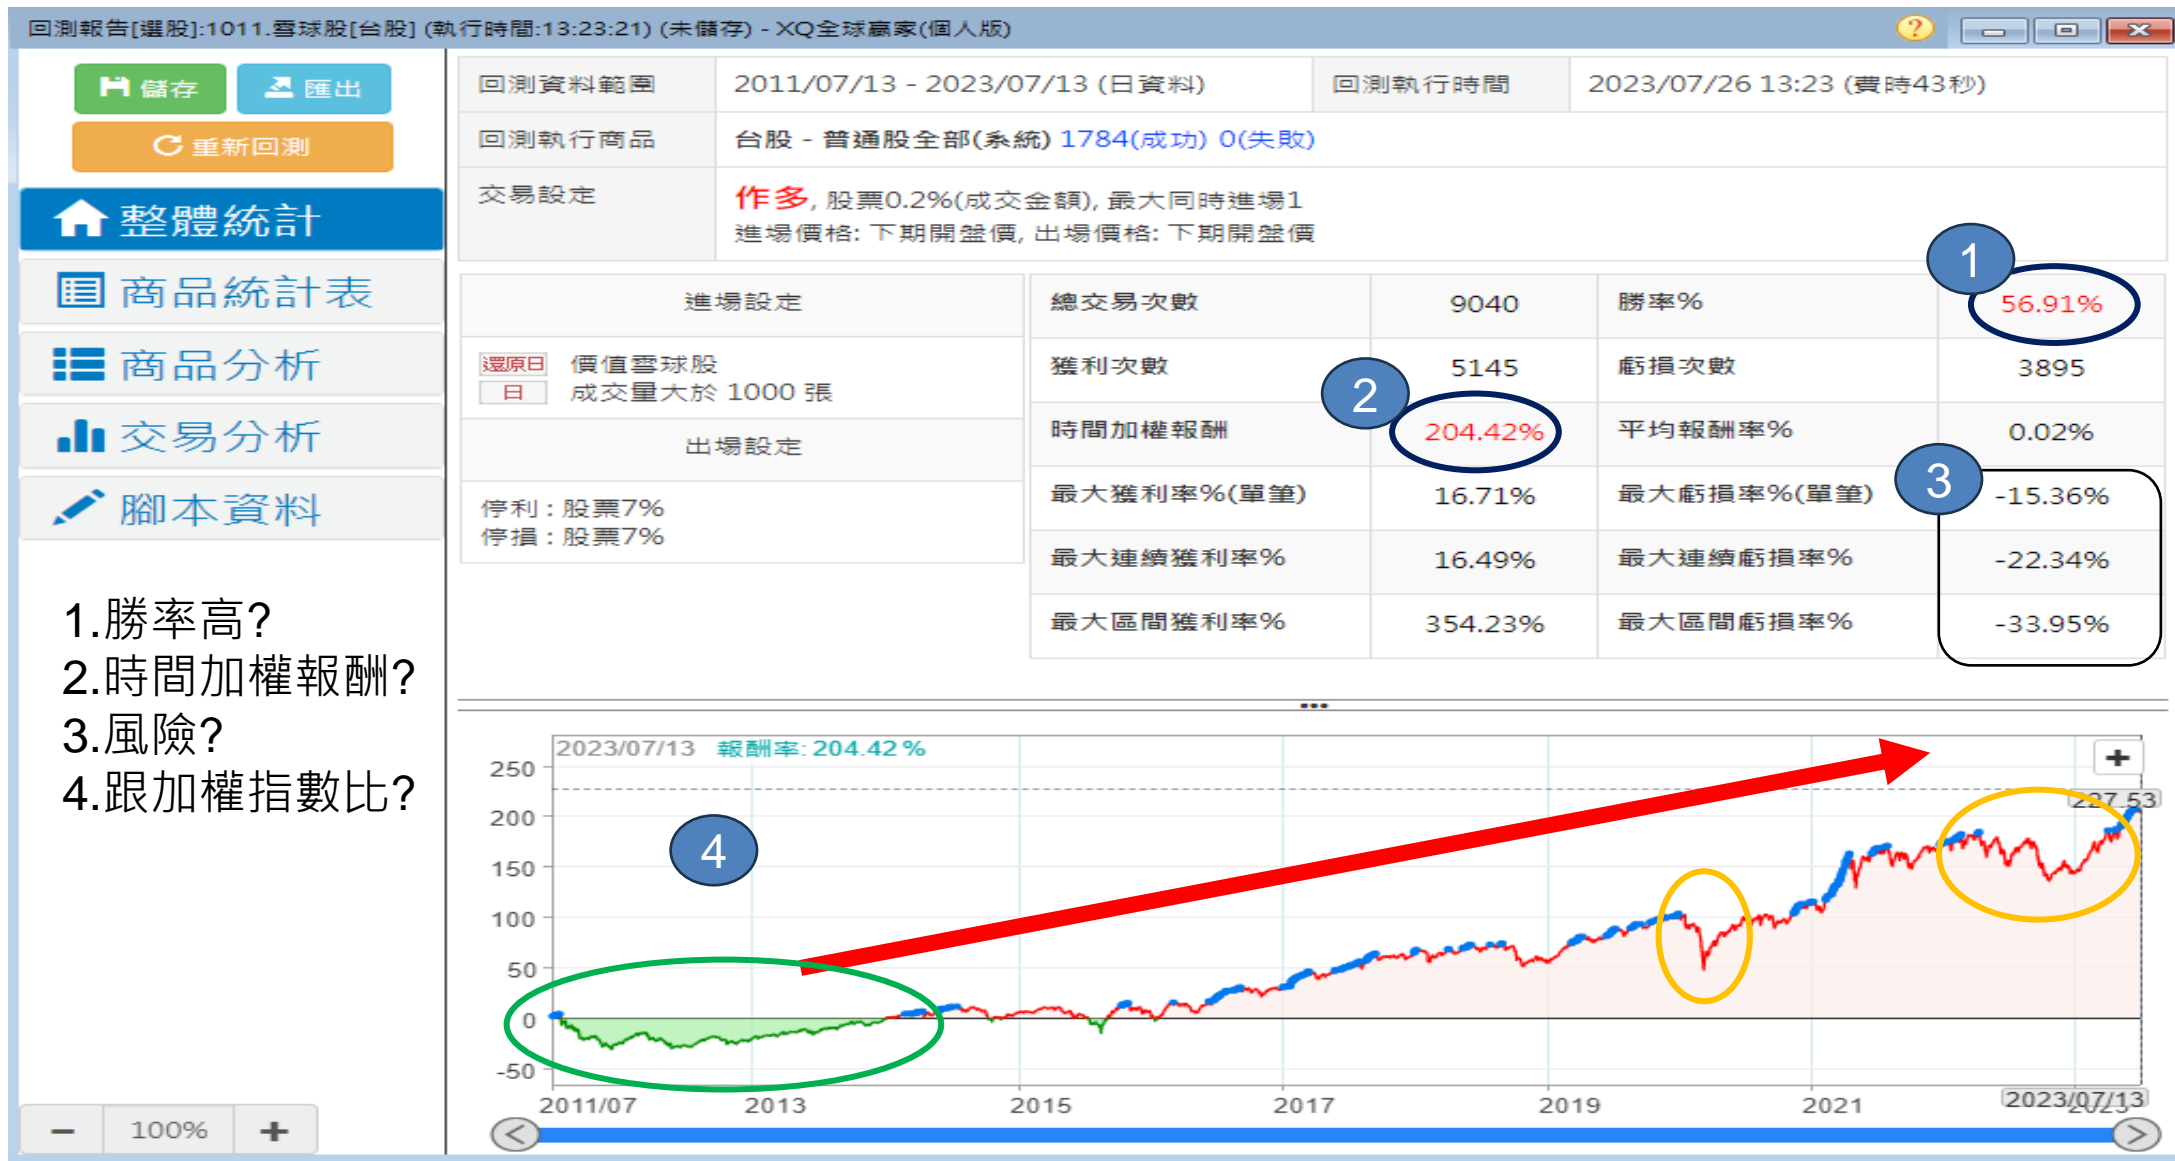 回測報告[選股]:1011.雪球股[台股] (執行時間:13:23:21) (未儲存) - XQ全球贏家(個人版)
?
儲存
匯出
重新回測
整體統計
商品統計表
商品分析
交易分析
腳本資料
1.勝率高?
2.時間加權報酬?
3.風險?
4.跟加權指數比?
100%
回測資料範圍 2011/07/13 - 2023/07/13 (日資料) 回測執行時間 2023/07/26 13:23 (費時43秒)
回測執行商品 台股 - 普通股全部(系統) 1784(成功) 0(失敗)
交易設定 作多, 股票0.2%(成交金額), 最大同時進場1
進場價格: 下期開盤價, 出場價格: 下期開盤價
進場設定
還原日 價值雪球股
日 成交量大於 1000 張
出場設定
停利 : 股票7%
停損 : 股票7%
1
總交易次數 9040 勝率% 56.91%
獲利次數 5145 虧損次數 3895
2
時間加權報酬 204.42% 平均報酬率% 0.02%
3
最大獲利率%(單筆) 16.71% 最大虧損率%(單筆) -15.36%
最大連續獲利率% 16.49% 最大連續虧損率% -22.34%
最大區間獲利率% 354.23% 最大區間虧損率% -33.95%
2023/07/13 報酬率: 204.42 %
4
227.53
250
200
150
100
50
0
-50
2011/07 2013 2015 2017 2019 2021 2023
2023/07/13